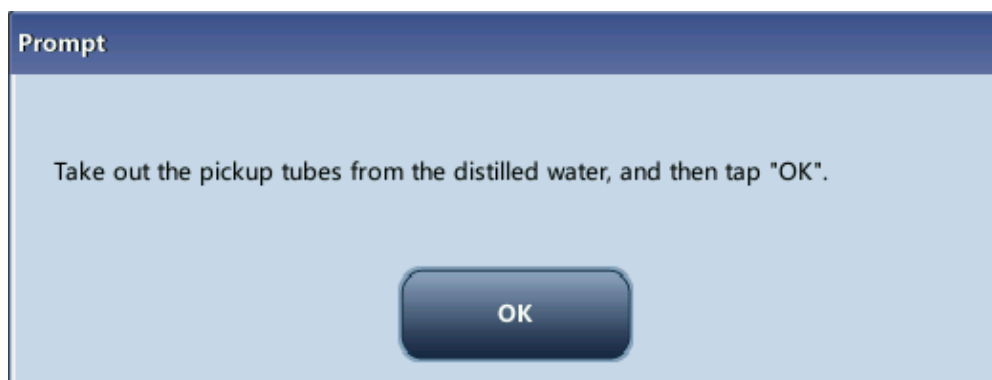 Prompt
Take out the pickup tubes from the distilled water, and then tap "OK".
OK